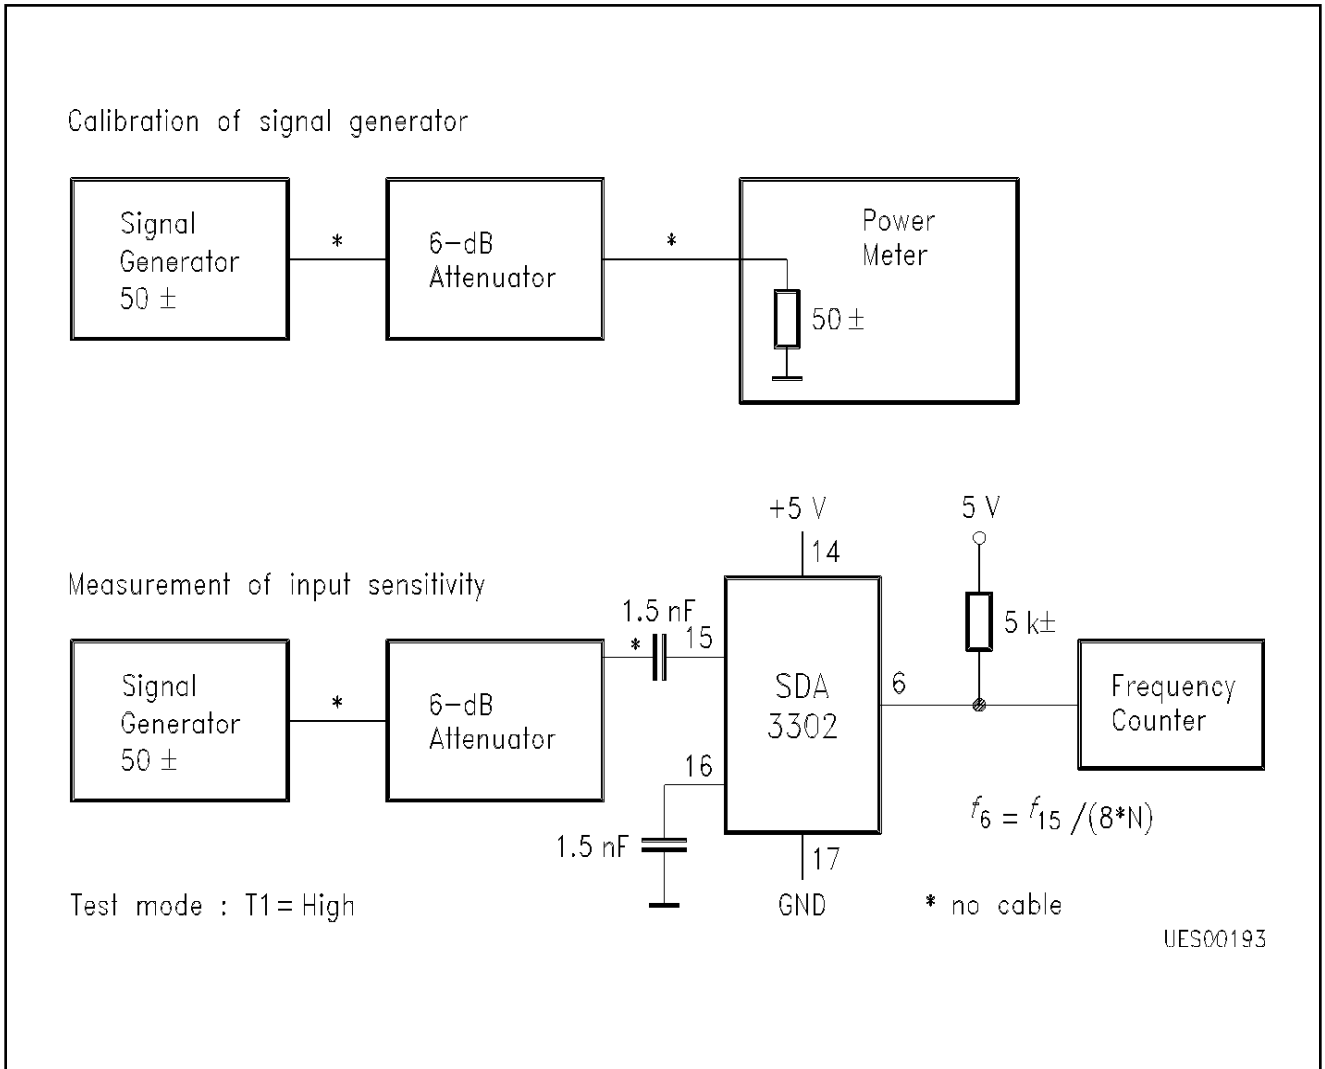 Calibration of signal generator
Signal
Generator
50 ±
*
6-dB
Attenuator
*
Power
Meter
50 ±
Measurement of input sensitivity
Signal
Generator
50 ±
*
6-dB
Attenuator
1.5 nF
*
15
16
1.5 nF
+5 V
14
SDA
3302
17
GND
6
5 V
5 k±
Frequency
Counter
f6 = f15 /(8*N)
Test mode : T1 = High
* no cable
UES00193